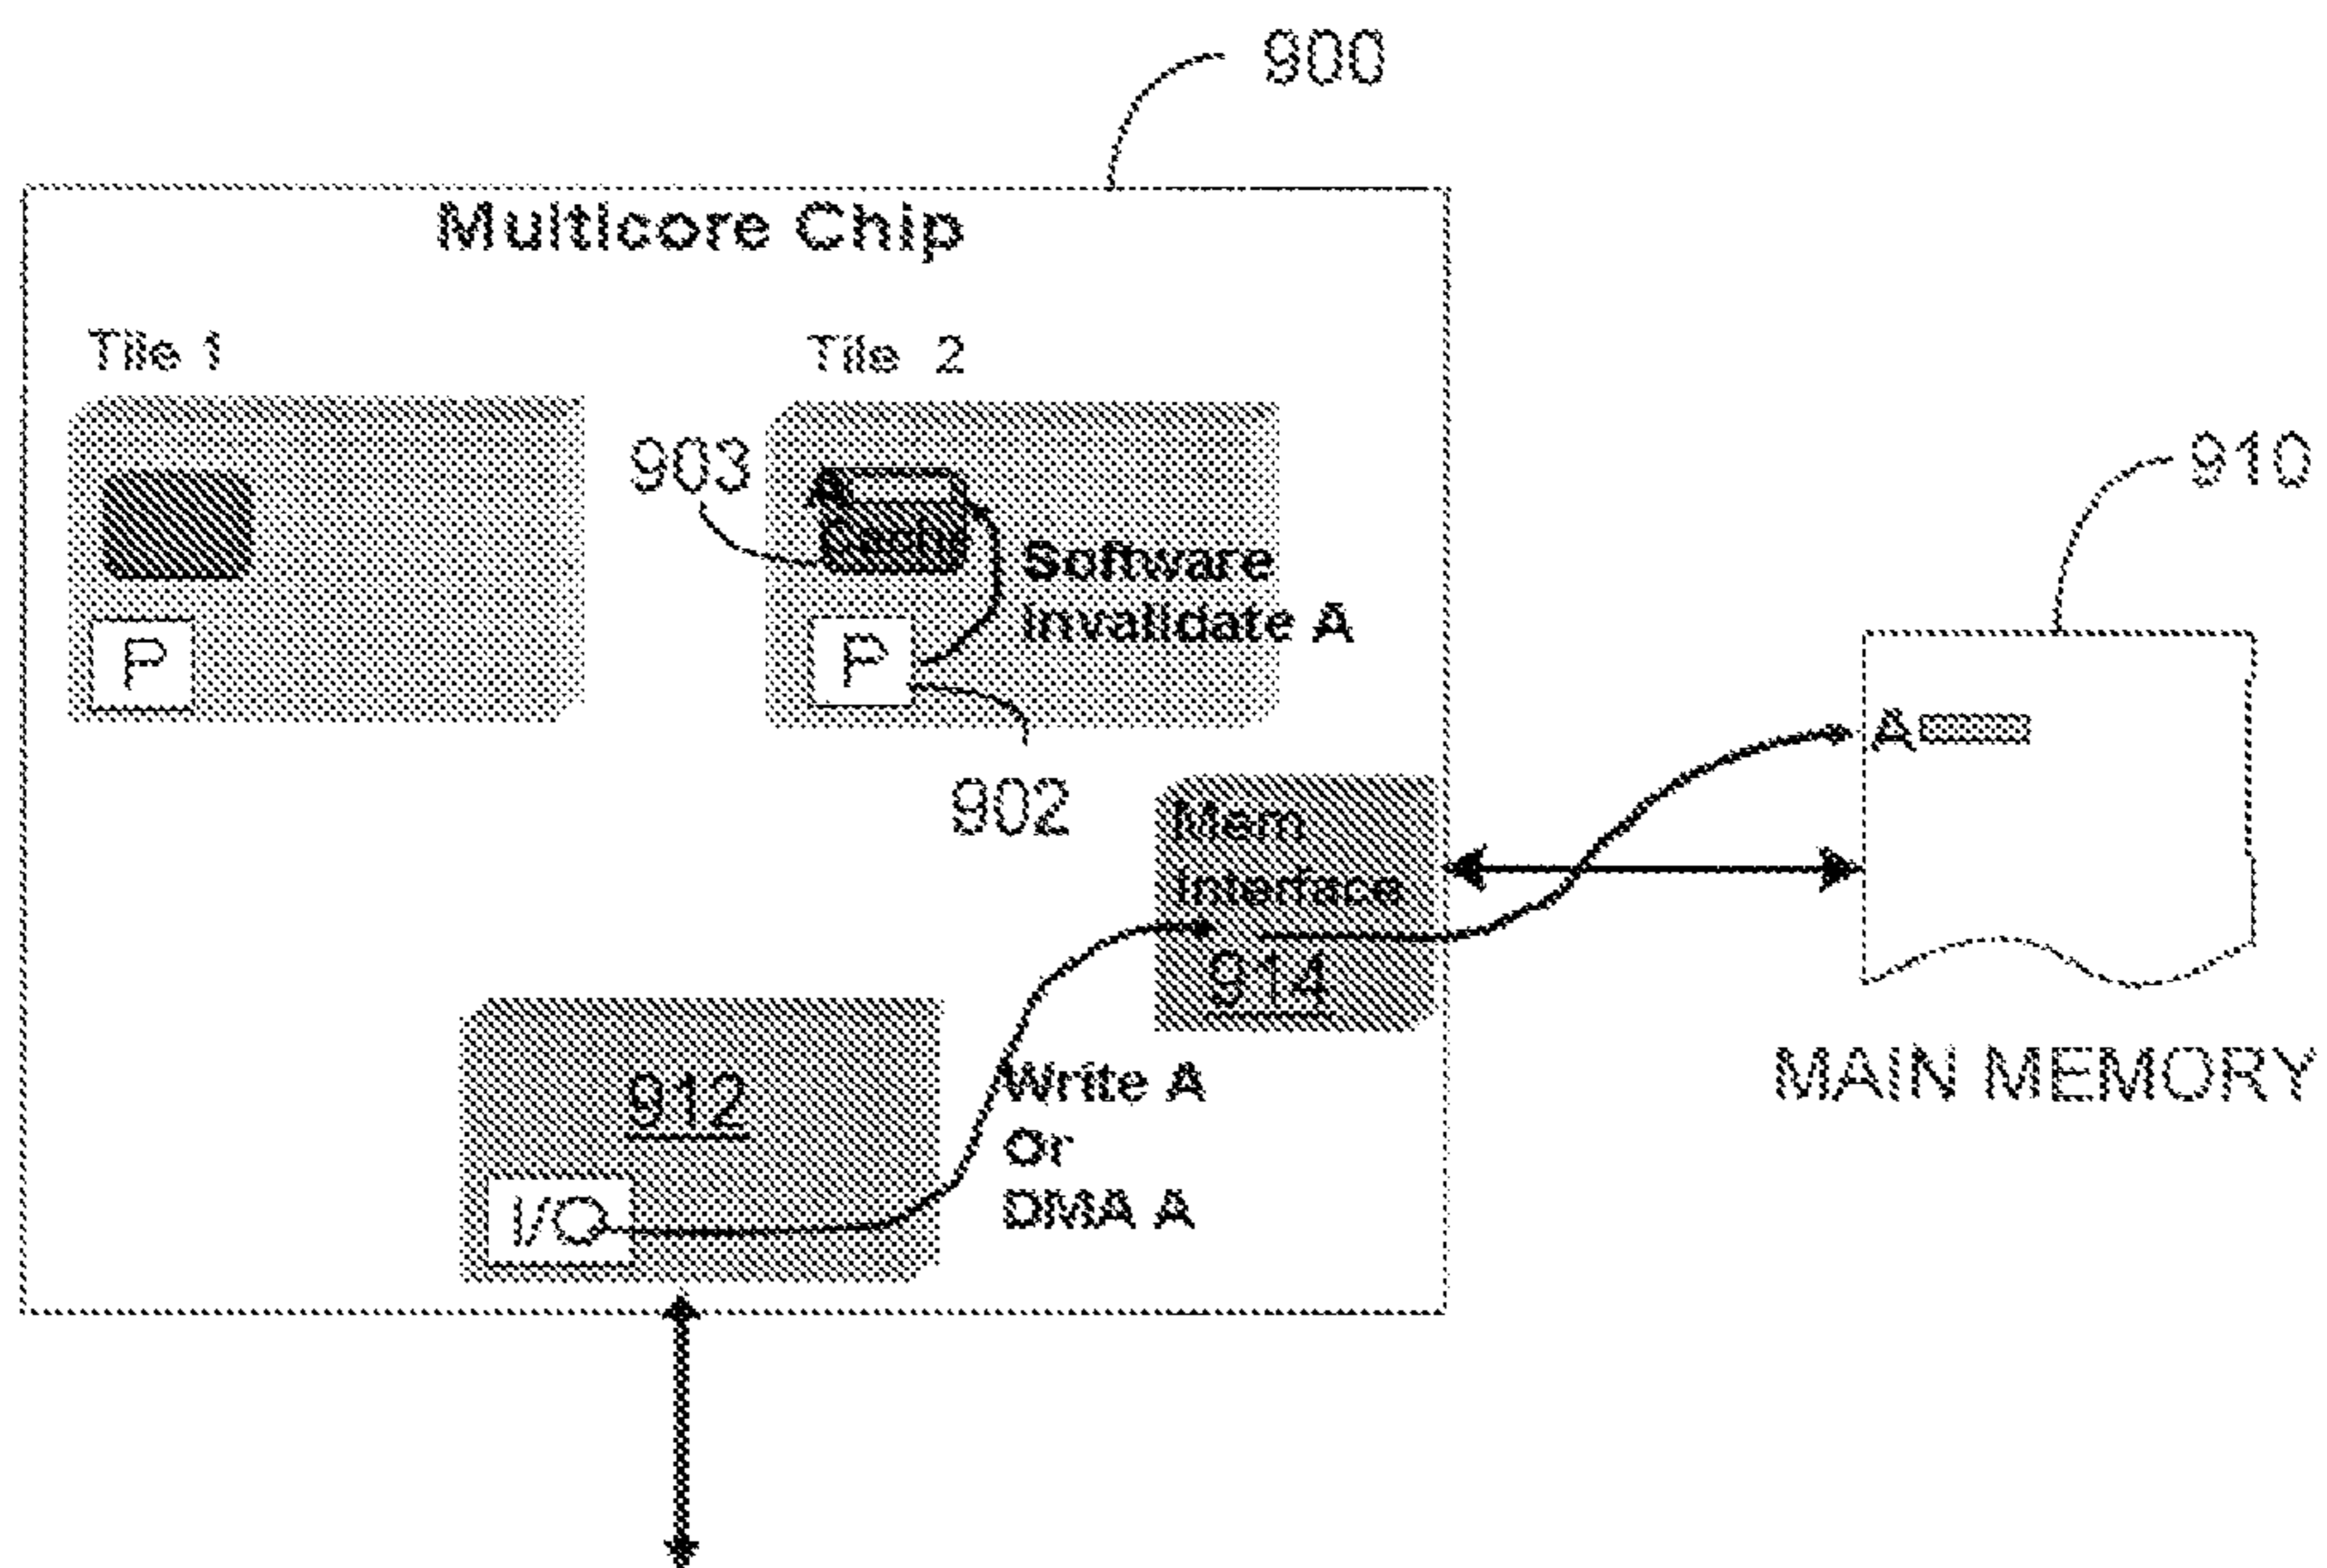 900
Multicore Chip
Tile 1
Tile 2
903
A
Cache
Software
Invalidate A
P
P
902
910
A
Mem
Interface
914
MAIN MEMORY
912
Write A
Or
DMA A
I/O